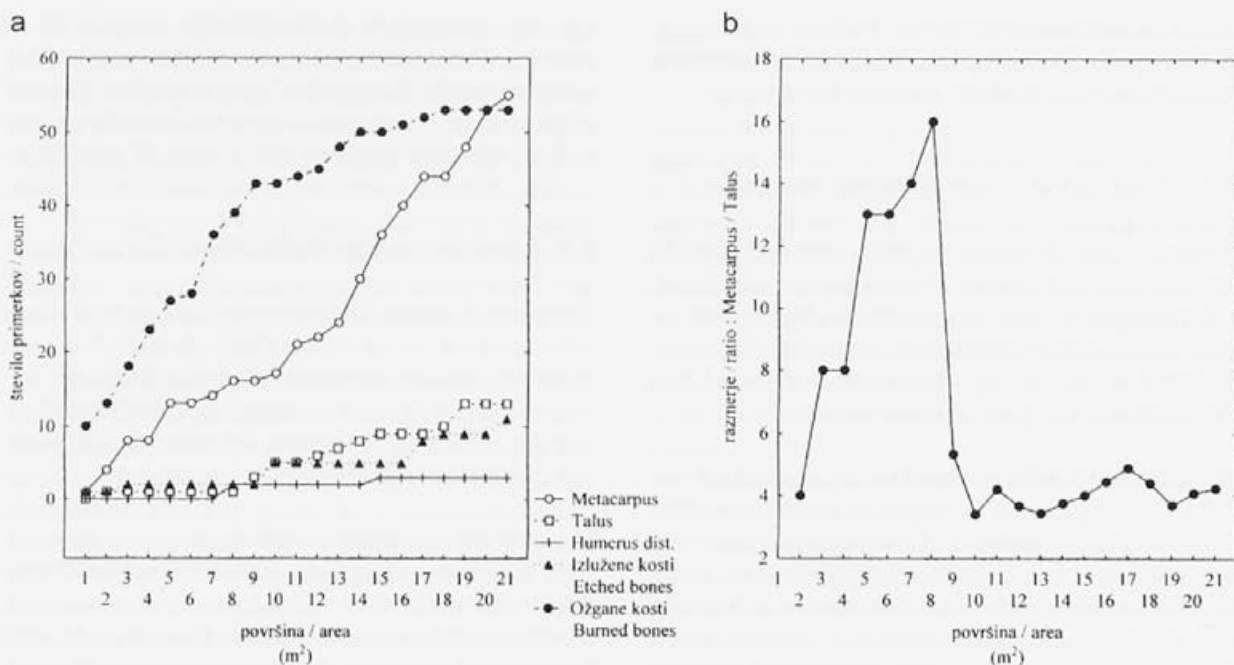 a
število primerkov / count
60
50
40
30
20
10
0
1 3 5 7 9 11 13 15 17 19 21
2 4 6 8 10 12 14 16 18 20
površina / area
(m²)
Metacarpus
Talus
Humerus dist.
Izlužene kosti
Etched bones
Ožgane kosti
Burned bones
b
razmerje / ratio : Metacarpus / Talus
18
16
14
12
10
8
6
4
2
1 3 5 7 9 11 13 15 17 19 21
2 4 6 8 10 12 14 16 18 20
površina / area
(m²)